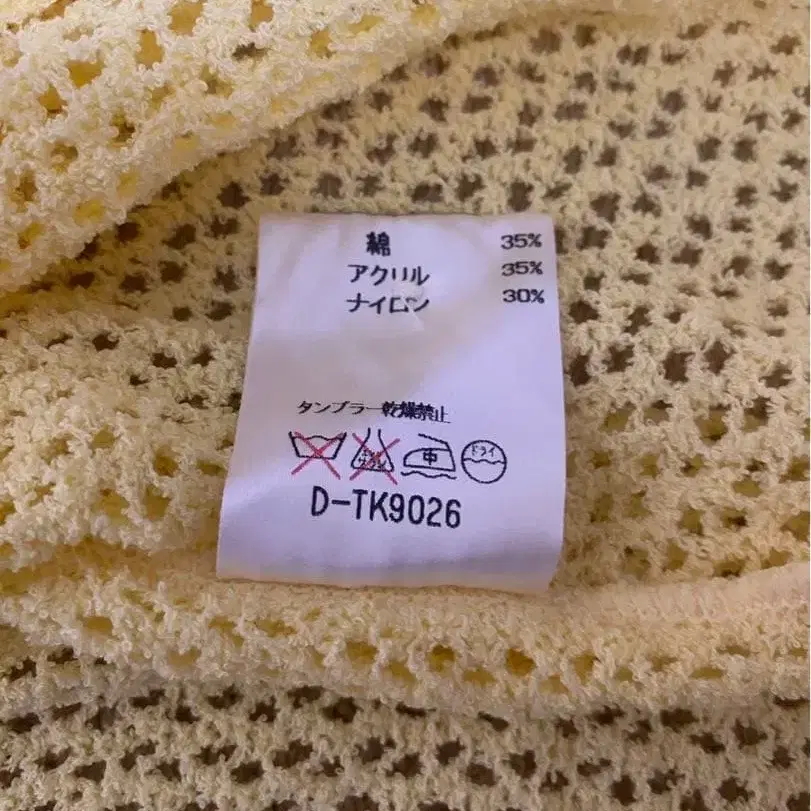 綿 35%
アクリル 35%
ナイロン 30%
タンブラー乾燥禁止
中 ドライ
D-TK9026